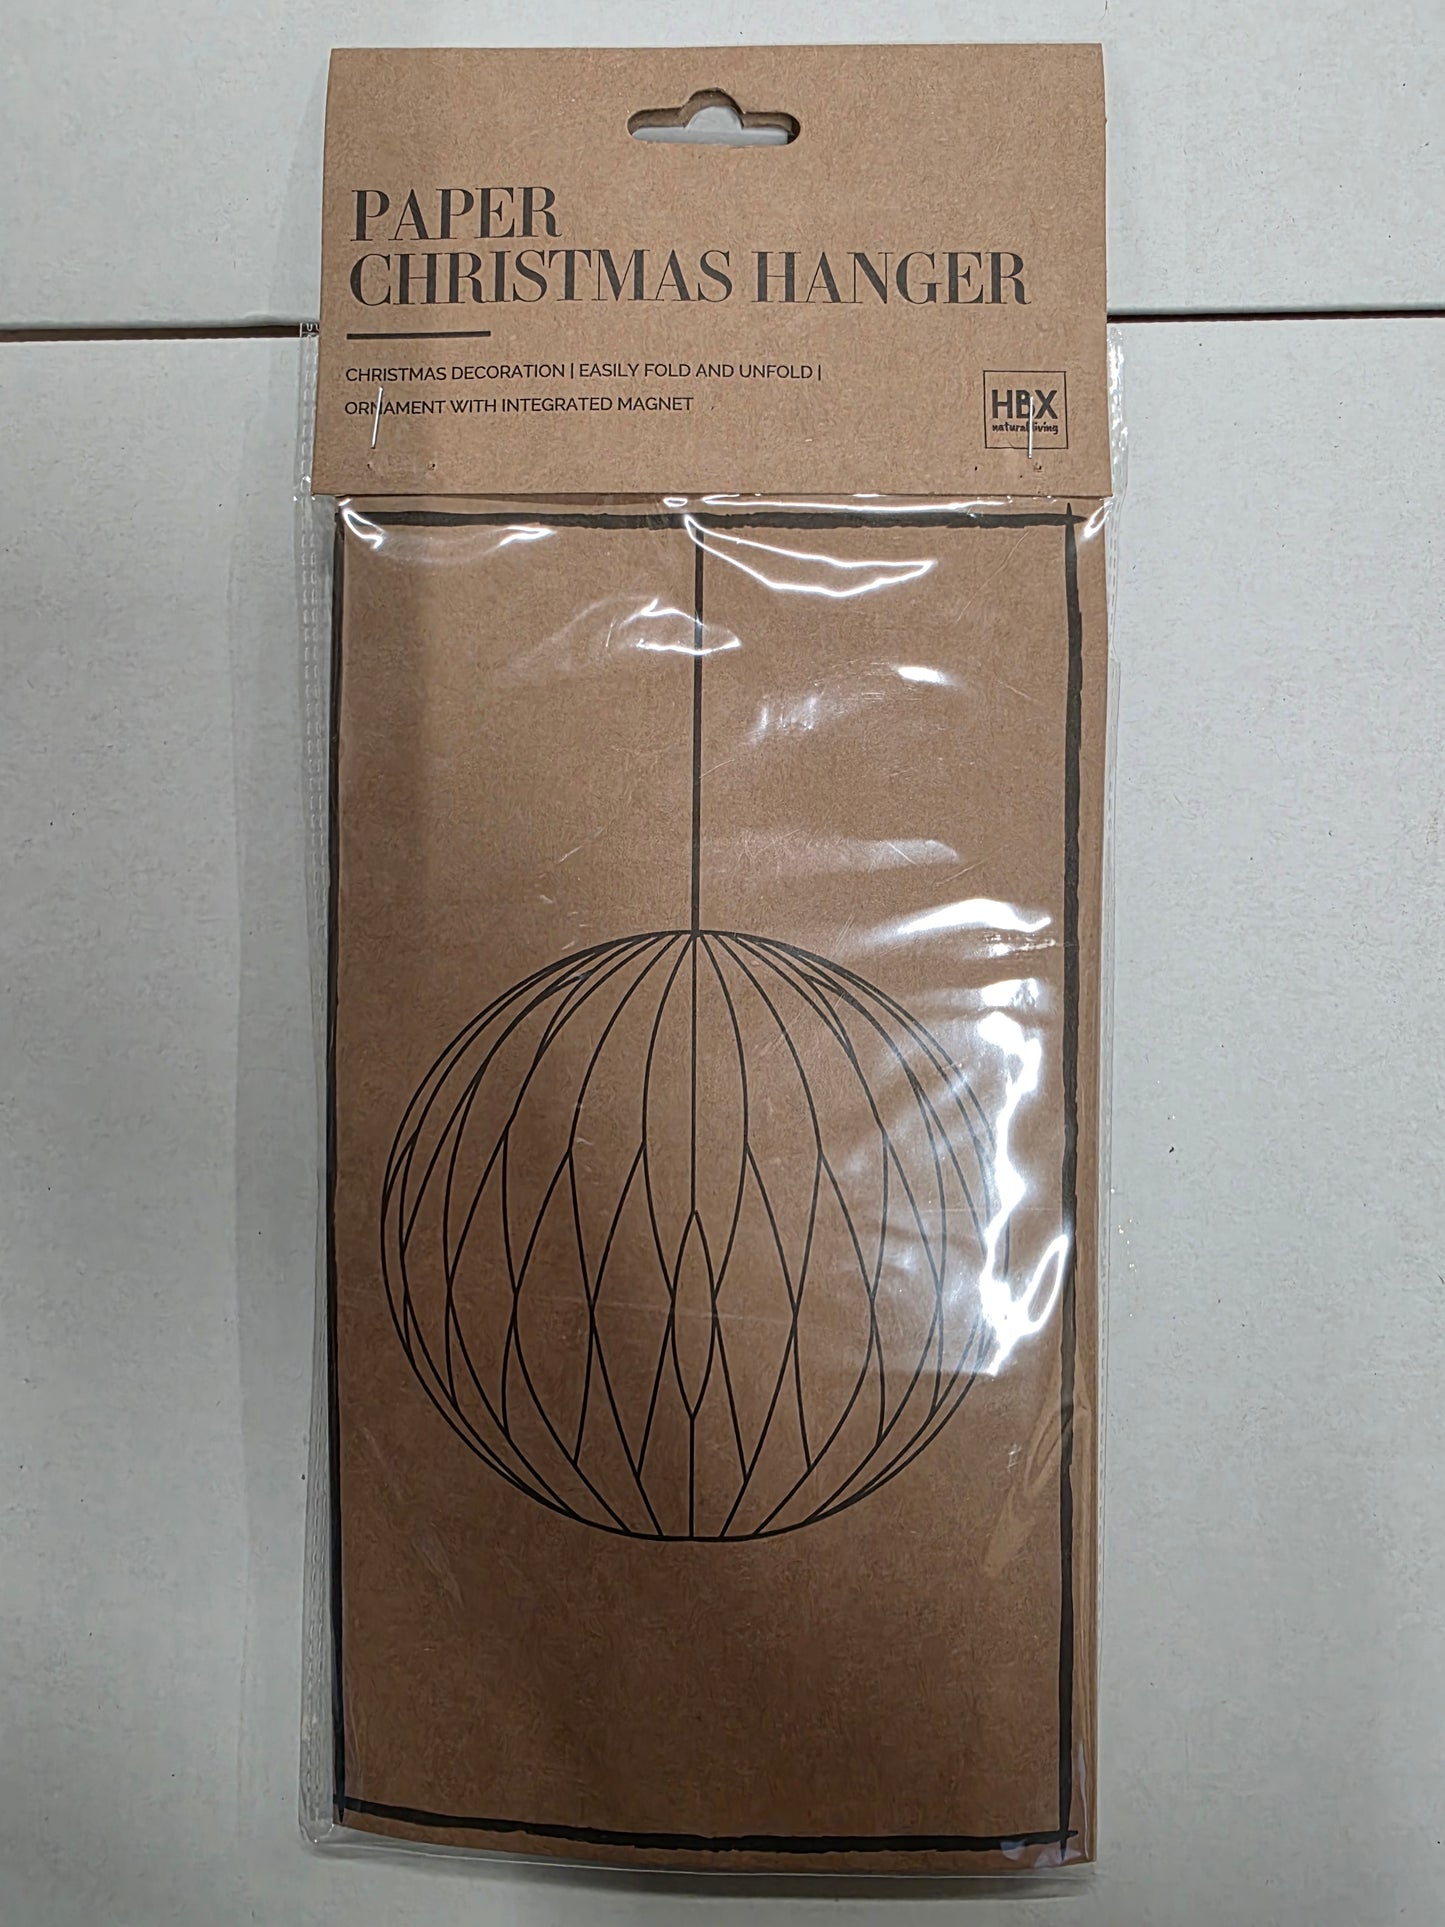 PAPER
CHRISTMAS HANGER
CHRISTMAS DECORATION | EASILY FOLD AND UNFOLD |
ORNAMENT WITH INTEGRATED MAGNET
HBX
natural living